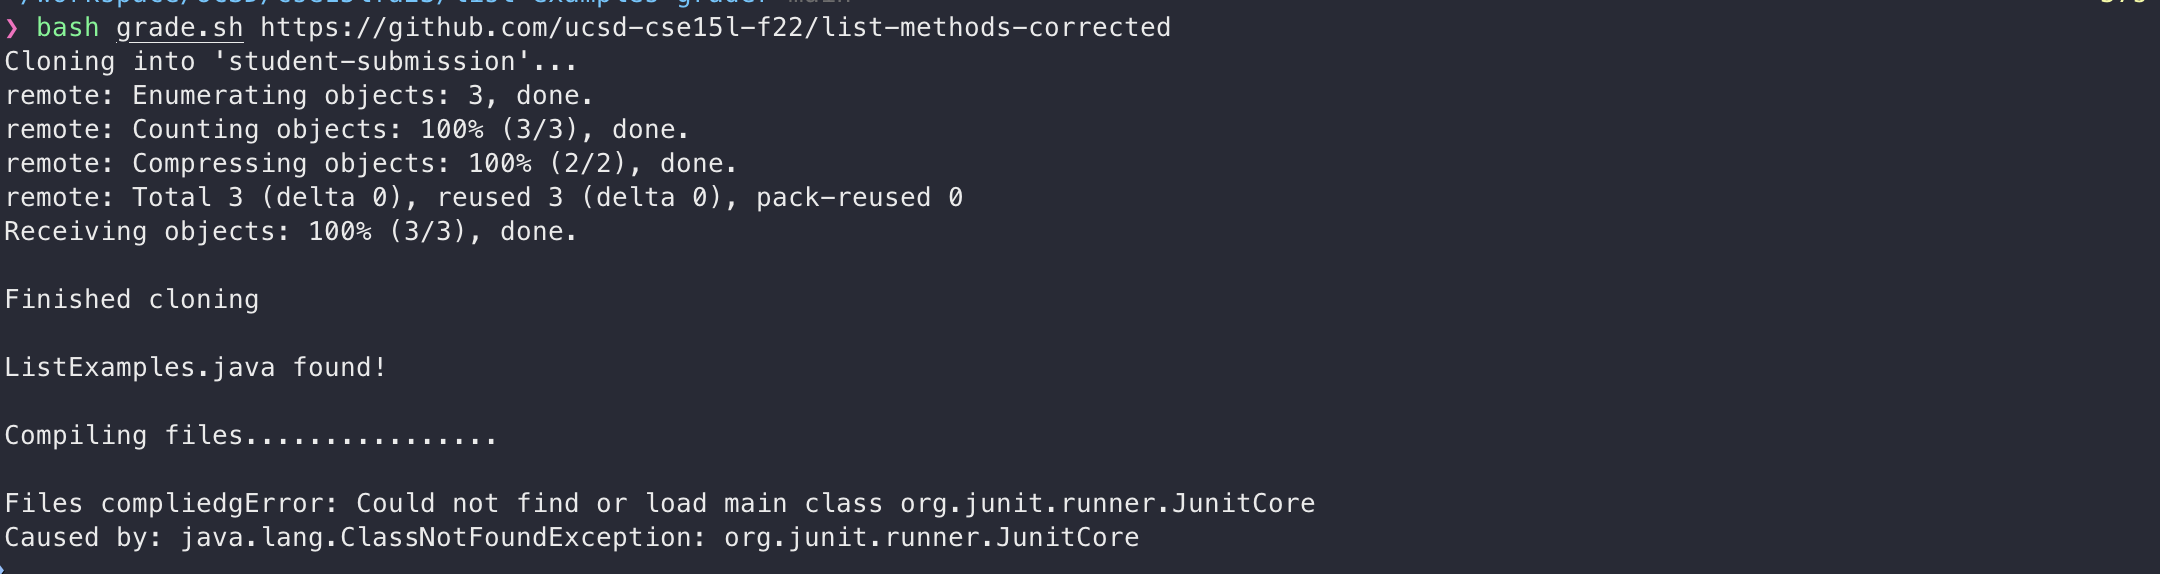 ❯ bash grade.sh https://github.com/ucsd-cse15l-f22/list-methods-corrected
Cloning into 'student-submission'...
remote: Enumerating objects: 3, done.
remote: Counting objects: 100% (3/3), done.
remote: Compressing objects: 100% (2/2), done.
remote: Total 3 (delta 0), reused 3 (delta 0), pack-reused 0
Receiving objects: 100% (3/3), done.
Finished cloning
ListExamples.java found!
Compiling files................
Files compliedgError: Could not find or load main class org.junit.runner.JunitCore
Caused by: java.lang.ClassNotFoundException: org.junit.runner.JunitCore